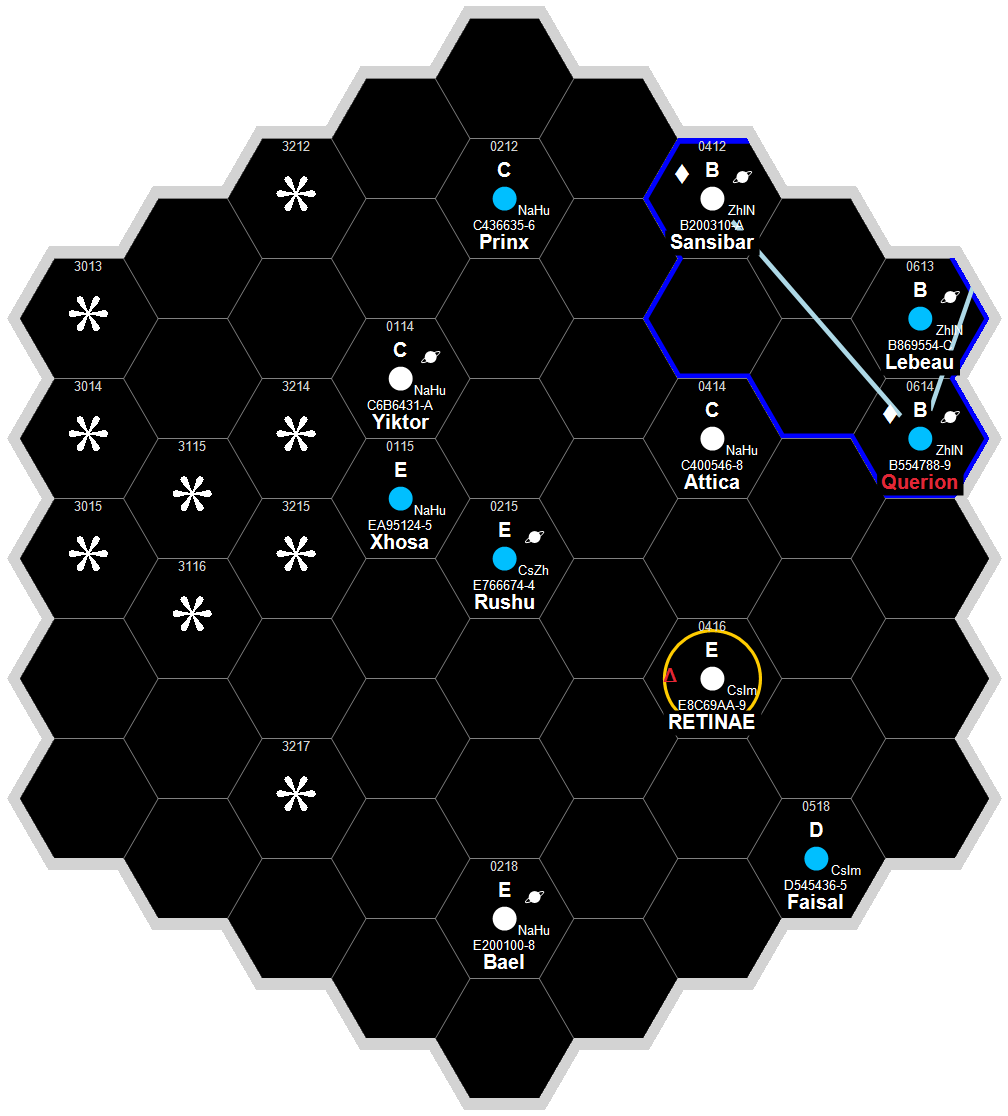 3212
0212
C
NaHu
C436635-6
Prinx
0412
B
ZhIN
B200310-A
Sansibar
3013
0613
B
ZhIN
B869554-C
Lebeau
0114
C
NaHu
C6B6431-A
Yiktor
3014
3214
0414
C
NaHu
C400546-8
Attica
0614
B
ZhIN
B554788-9
Querion
3115
0115
E
NaHu
EA95124-5
Xhosa
3015
3215
0215
E
CsZh
E766674-4
Rushu
3116
0416
E
CsIm
E8C69AA-9
RETINAE
3217
0518
D
CsIm
D545436-5
Faisal
0218
E
NaHu
E200100-8
Bael